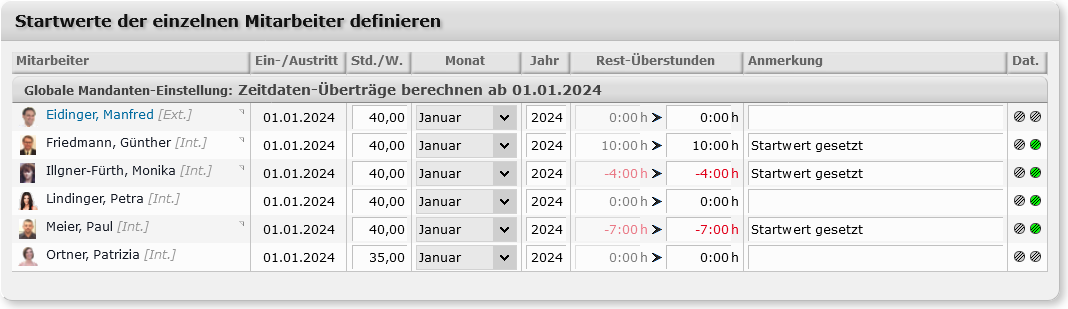 Startwerte der einzelnen Mitarbeiter definieren
Mitarbeiter Ein-/Austritt Std./W. Monat Jahr Rest-Überstunden Anmerkung Dat.
Globale Mandanten-Einstellung: Zeitdaten-Überträge berechnen ab 01.01.2024
Eidinger, Manfred [Ext.] 01.01.2024 40,00 Januar 2024 0:00 h 0:00 h
Friedmann, Günther [Int.] 01.01.2024 40,00 Januar 2024 10:00 h 10:00 h Startwert gesetzt
Illgner-Fürth, Monika [Int.] 01.01.2024 40,00 Januar 2024 -4:00 h -4:00 h Startwert gesetzt
Lindinger, Petra [Int.] 01.01.2024 40,00 Januar 2024 0:00 h 0:00 h
Meier, Paul [Int.] 01.01.2024 40,00 Januar 2024 -7:00 h -7:00 h Startwert gesetzt
Ortner, Patrizia [Int.] 01.01.2024 35,00 Januar 2024 0:00 h 0:00 h